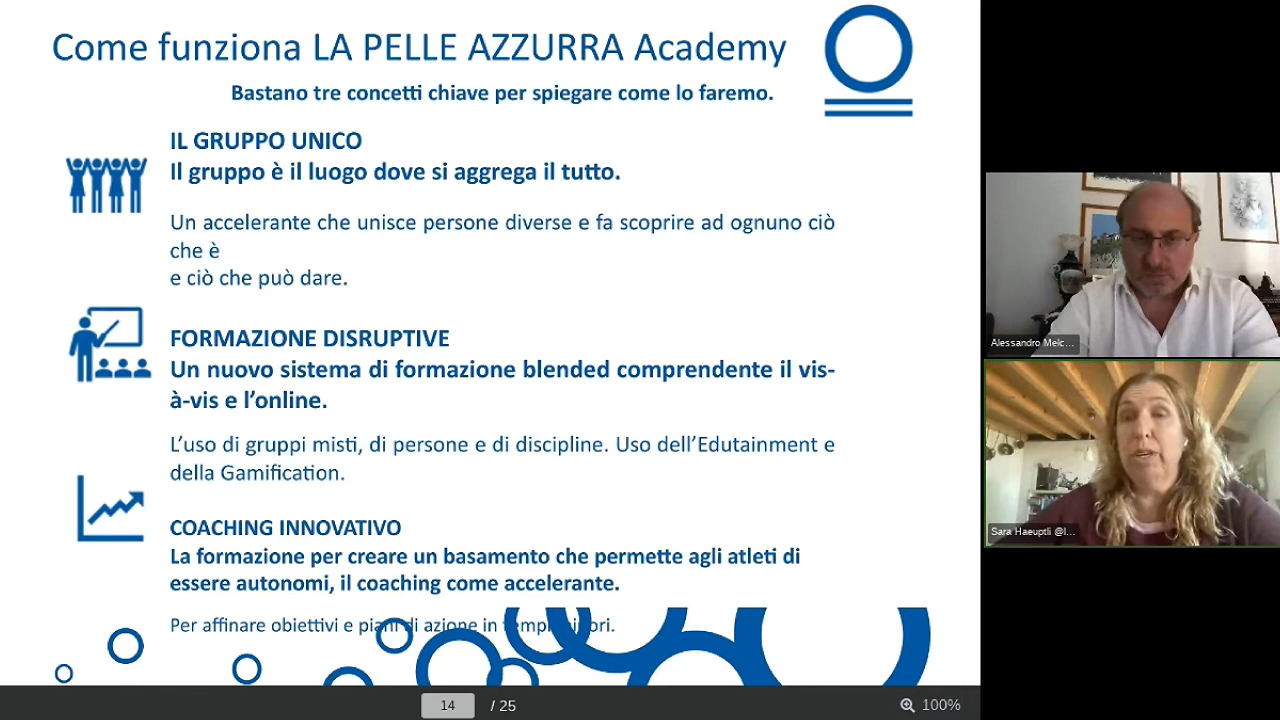 Come funziona LA PELLE AZZURRA Academy
Bastano tre concetti chiave per spiegare come lo faremo.
IL GRUPPO UNICO
Il gruppo è il luogo dove si aggrega il tutto.
Un accelerante che unisce persone diverse e fa scoprire ad ognuno ciò
che è
e ciò che può dare.
FORMAZIONE DISRUPTIVE
Un nuovo sistema di formazione blended comprendente il vis-
à-vis e l’online.
L’uso di gruppi misti, di persone e di discipline. Uso dell’Edutainment e
della Gamification.
COACHING INNOVATIVO
La formazione per creare un basamento che permette agli atleti di
essere autonomi, il coaching come accelerante.
Per affinare obiettivi e piani di azione in tempi
14 / 25
100%
Alessandro Melc...
Sara Haeuptli @l...